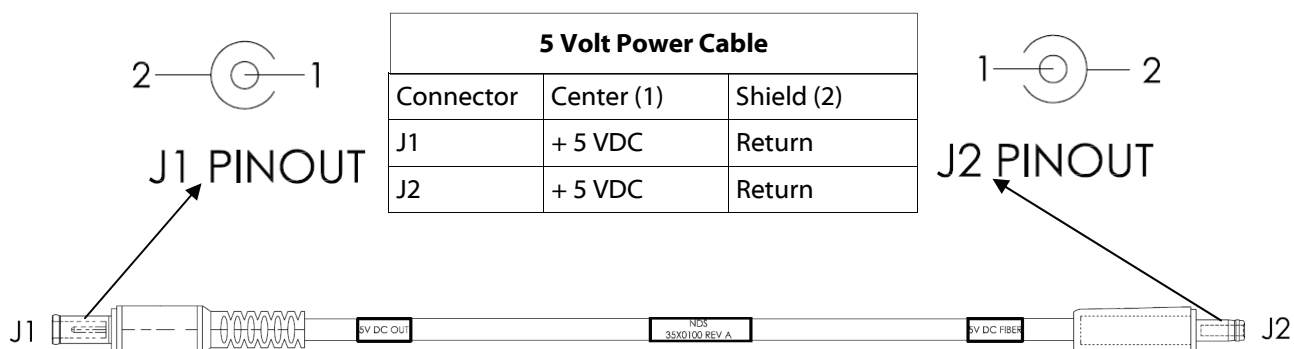 5 Volt Power Cable
Connector Center (1) Shield (2)
J1 + 5 VDC Return
J2 + 5 VDC Return
2 1
J1 PINOUT
1 2
J2 PINOUT
J1
5V DC OUT
NDS
35X0100 REV A
5V DC FIBER
J2